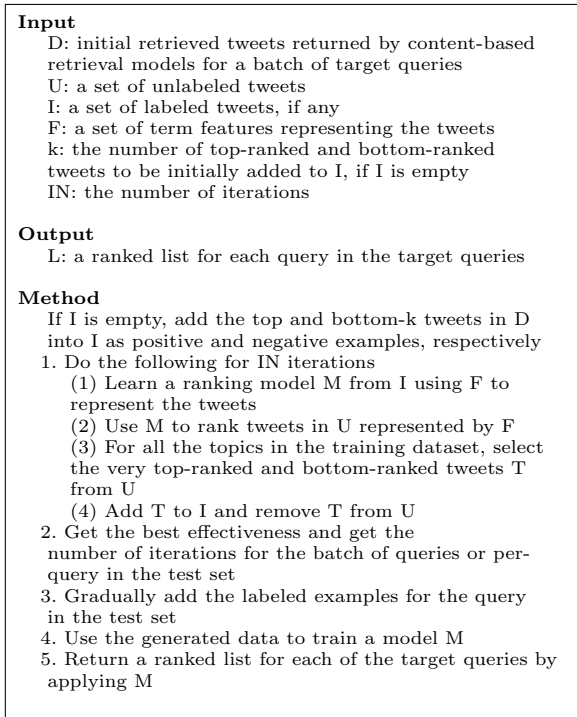 Input
D: initial retrieved tweets returned by content-based
retrieval models for a batch of target queries
U: a set of unlabeled tweets
I: a set of labeled tweets, if any
F: a set of term features representing the tweets
k: the number of top-ranked and bottom-ranked
tweets to be initially added to I, if I is empty
IN: the number of iterations
Output
L: a ranked list for each query in the target queries
Method
If I is empty, add the top and bottom-k tweets in D
into I as positive and negative examples, respectively
1. Do the following for IN iterations
(1) Learn a ranking model M from I using F to
represent the tweets
(2) Use M to rank tweets in U represented by F
(3) For all the topics in the training dataset, select
the very top-ranked and bottom-ranked tweets T
from U
(4) Add T to I and remove T from U
2. Get the best effectiveness and get the
number of iterations for the batch of queries or per-
query in the test set
3. Gradually add the labeled examples for the query
in the test set
4. Use the generated data to train a model M
5. Return a ranked list for each of the target queries by
applying M